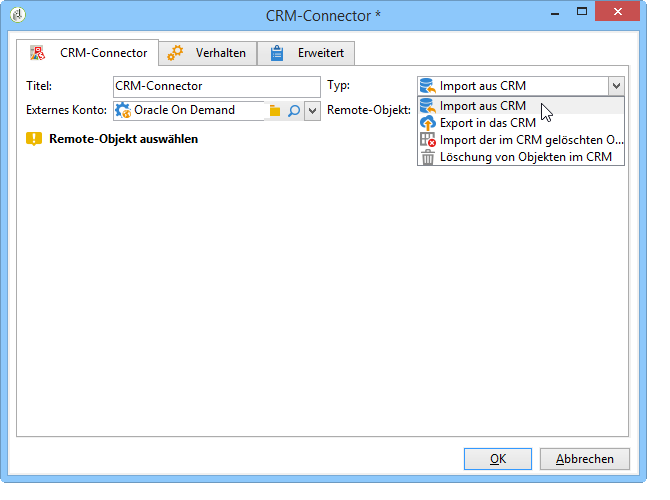 CRM-Connector *
CRM-Connector Verhalten Erweitert
Titel: CRM-Connector Typ: Import aus CRM
Externes Konto: Oracle On Demand Remote-Objekt: Import aus CRM
Export in das CRM
Remote-Objekt auswählen
Import der im CRM gelöschten O...
Löschung von Objekten im CRM
OK Abbrechen